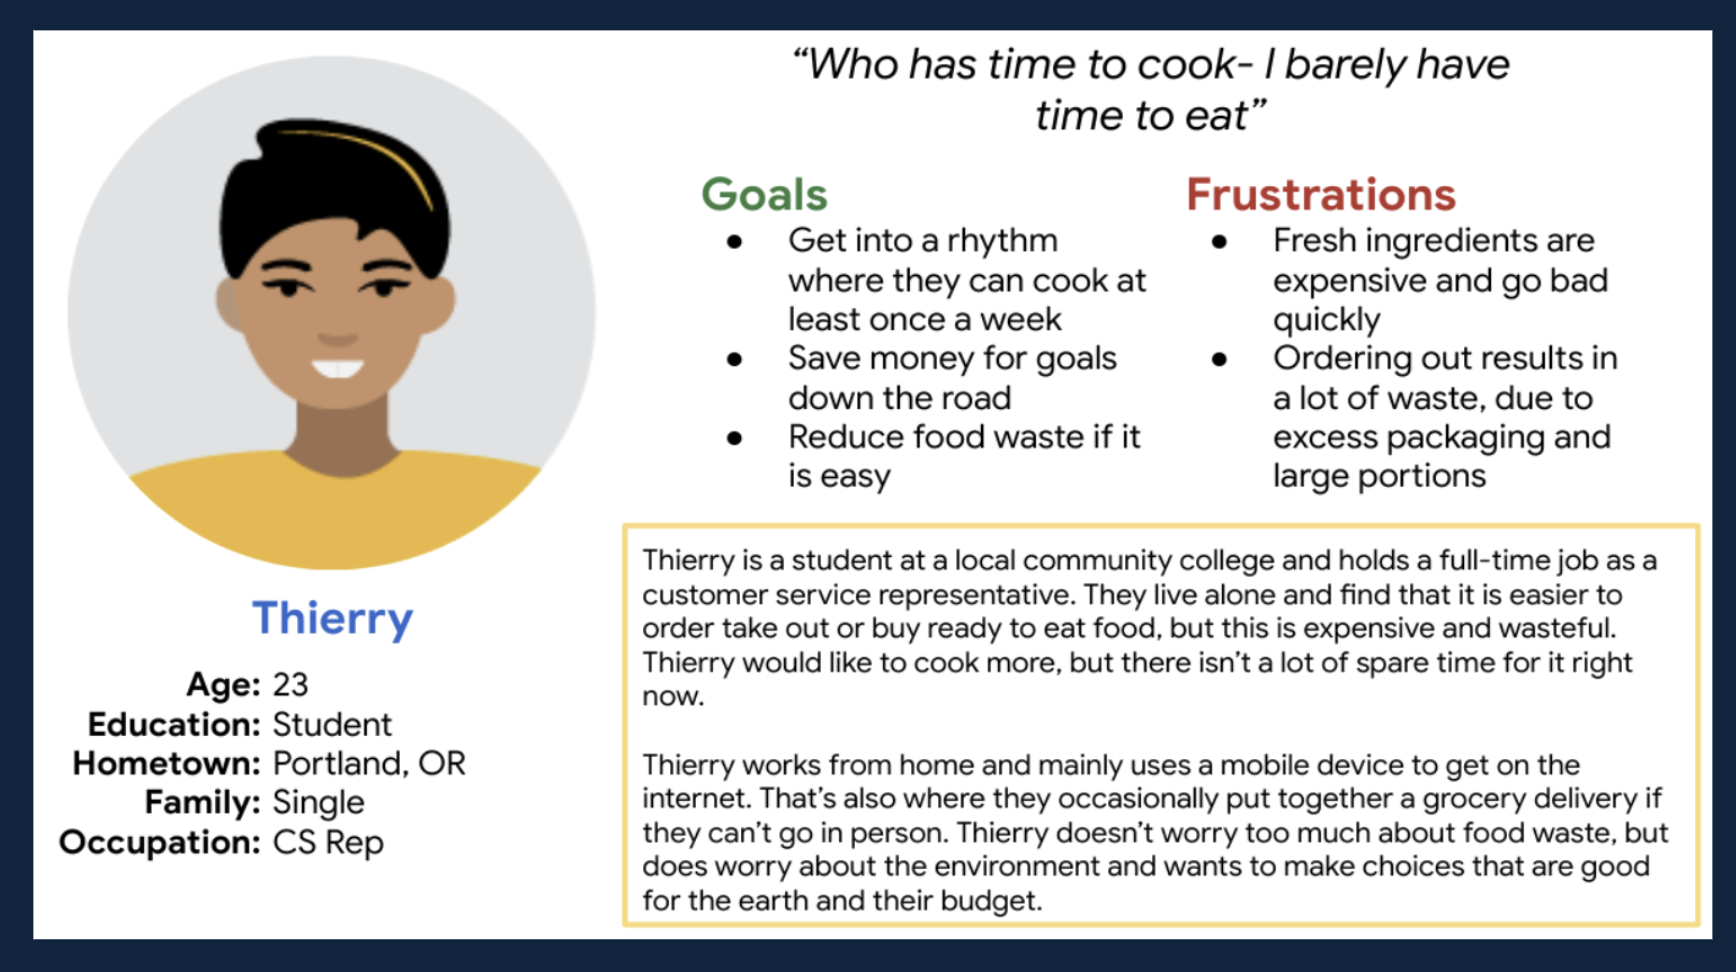 “Who has time to cook- I barely have
time to eat”
Goals
● Get into a rhythm
where they can cook at
least once a week
● Save money for goals
down the road
● Reduce food waste if it
is easy
Frustrations
● Fresh ingredients are
expensive and go bad
quickly
● Ordering out results in
a lot of waste, due to
excess packaging and
large portions
Thierry
Age: 23
Education: Student
Hometown: Portland, OR
Family: Single
Occupation: CS Rep
Thierry is a student at a local community college and holds a full-time job as a
customer service representative. They live alone and find that it is easier to
order take out or buy ready to eat food, but this is expensive and wasteful.
Thierry would like to cook more, but there isn’t a lot of spare time for it right
now.
Thierry works from home and mainly uses a mobile device to get on the
internet. That’s also where they occasionally put together a grocery delivery if
they can’t go in person. Thierry doesn’t worry too much about food waste, but
does worry about the environment and wants to make choices that are good
for the earth and their budget.